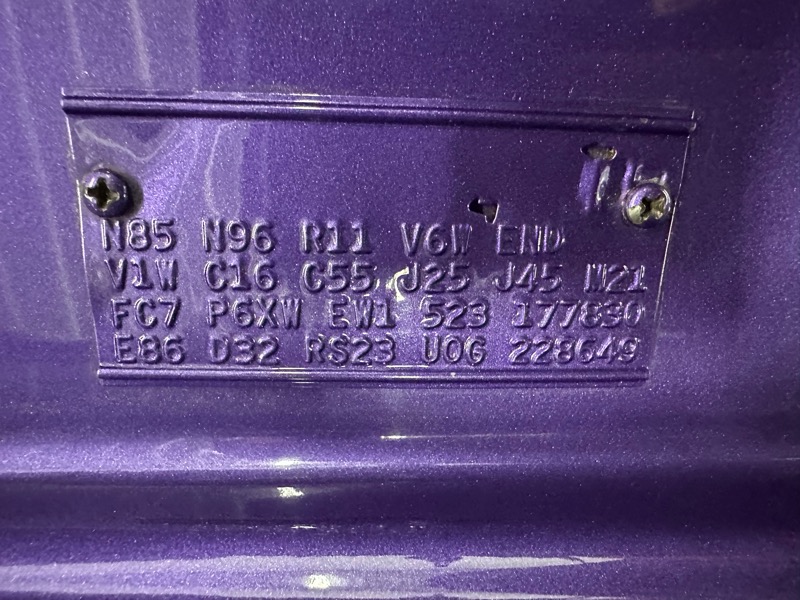 N85 N96 R11 V6W END
V1W C16 C55 J25 J45 M21
FC7 P6XW EW1 523 177830
E86 D32 RS23 U0G 228649